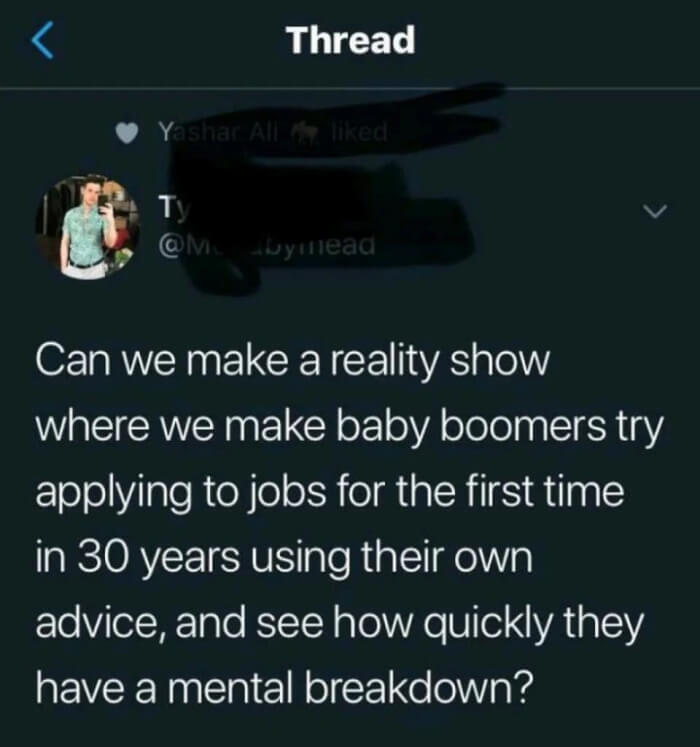 Thread
Yashar Ali liked
Ty
Can we make a reality show
where we make baby boomers try
applying to jobs for the first time
in 30 years using their own
advice, and see how quickly they
have a mental breakdown?